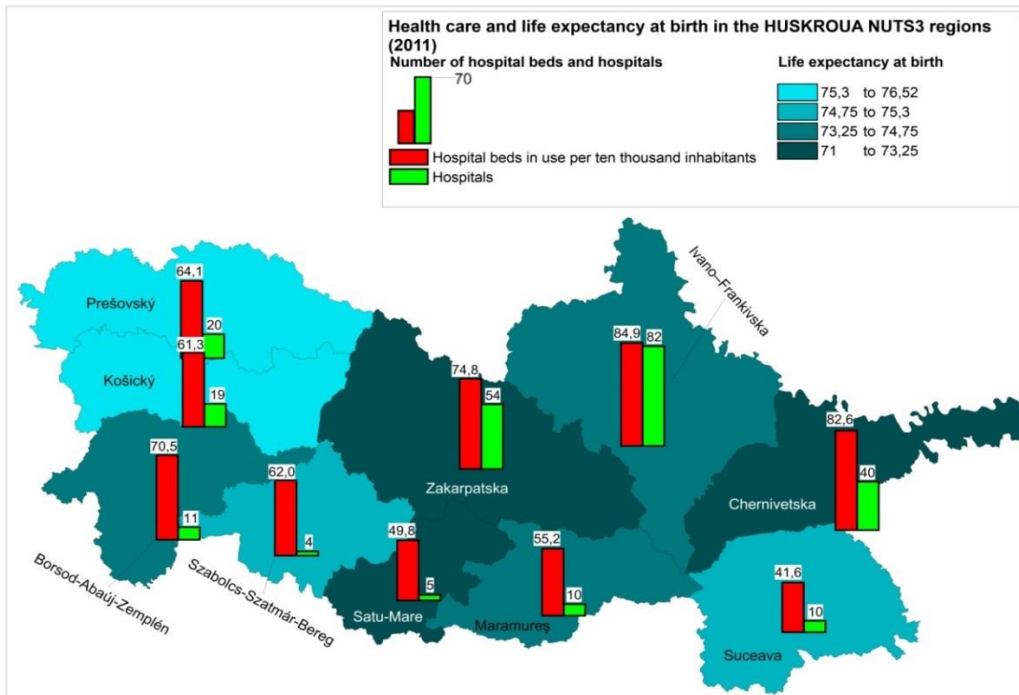 Health care and life expectancy at birth in the HUSKROUA NUTS3 regions
(2011)
Number of hospital beds and hospitals
70
Hospital beds in use per ten thousand inhabitants
Hospitals
Life expectancy at birth
75,3 to 76,52
74,75 to 75,3
73,25 to 74,75
71 to 73,25
Ivano–Frankivska
64,1
Prešovský
20
61,3
Košický
19
84,9 82
74,8
54
82,6
40
70,5
11
62,0
4
Zakarpatska
Chernivetska
49,8
5
55,2
10
41,6
10
Borsod-Abaúj-Zemplén
Szabolcs-Szatmár-Bereg
Satu-Mare
Maramureş
Suceava